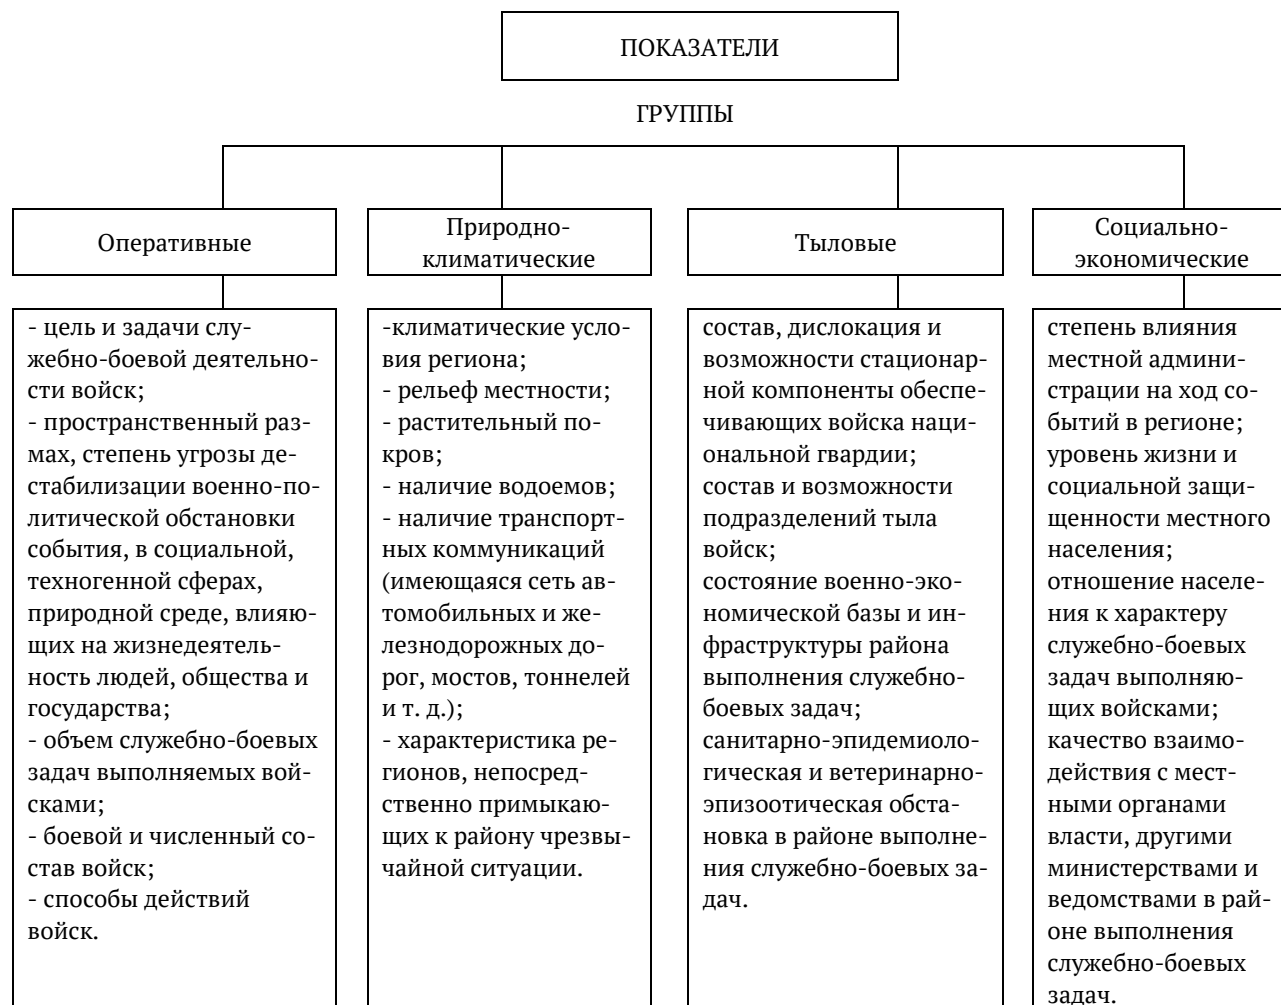 ПОКАЗАТЕЛИ
ГРУППЫ
Оперативные
- цель и задачи слу-
жебно-боевой деятельно-
сти войск;
- пространственный раз-
мах, степень угрозы де-
стабилизации военно-по-
литической обстановки
события, в социальной,
техногенной сферах,
природной среде, влияю-
щих на жизнедеятель-
ность людей, общества и
государства;
- объем служебно-боевых
задач выполняемых вой-
сками;
- боевой и численный со-
став войск;
- способы действий
войск.
Природно-
климатические
-климатические усло-
вия региона;
- рельеф местности;
- растительный по-
кров;
- наличие водоемов;
- наличие транспорт-
ных коммуникаций
(имеющаяся сеть ав-
томобильных и же-
лезнодорожных до-
рог, мостов, тоннелей
и т. д.);
- характеристика ре-
гионов, непосред-
ственно примыкаю-
щих к району чрезвы-
чайной ситуации.
Тыловые
состав, дислокация и
возможности стационар-
ной компоненты обеспе-
чивающих войска наци-
ональной гвардии;
состав и возможности
подразделений тыла
войск;
состояние военно-эко-
номической базы и ин-
фраструктуры района
выполнения служебно-
боевых задач;
санитарно-эпидемиоло-
гическая и ветеринарно-
эпизоотическая обста-
новка в районе выполне-
ния служебно-боевых за-
дач.
Социально-
экономические
степень влияния
местной админи-
страции на ход со-
бытий в регионе;
уровень жизни и
социальной защи-
щенности местного
населения;
отношение населе-
ния к характеру
служебно-боевых
задач выполняю-
щих войсками;
качество взаимо-
действия с мест-
ными органами
власти, другими
министерствами и
ведомствами в рай-
оне выполнения
служебно-боевых
задач.